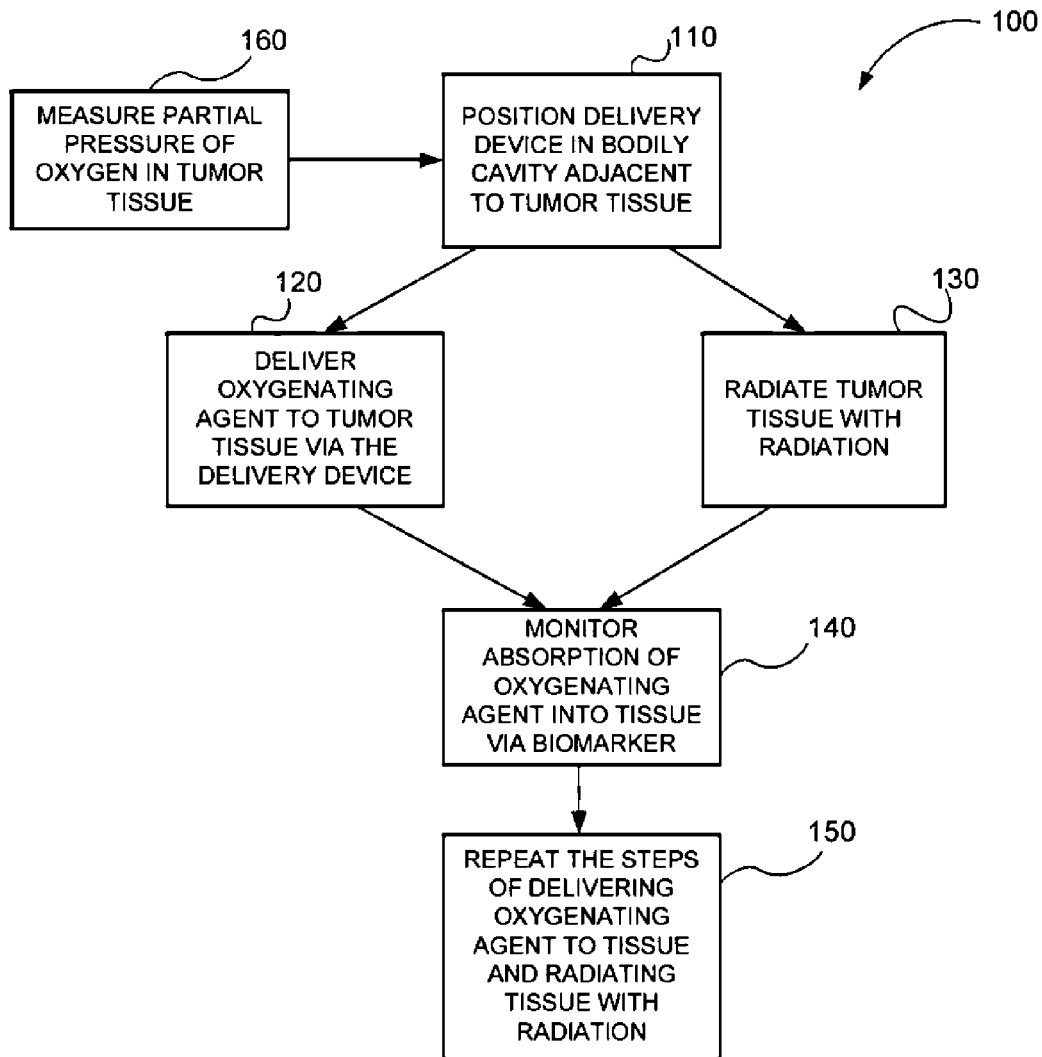 100
160
MEASURE PARTIAL
PRESSURE OF
OXYGEN IN TUMOR
TISSUE
110
POSITION DELIVERY
DEVICE IN BODILY
CAVITY ADJACENT
TO TUMOR TISSUE
120
DELIVER
OXYGENATING
AGENT TO TUMOR
TISSUE VIA THE
DELIVERY DEVICE
130
RADIATE TUMOR
TISSUE WITH
RADIATION
140
MONITOR
ABSORPTION OF
OXYGENATING
AGENT INTO TISSUE
VIA BIOMARKER
150
REPEAT THE STEPS
OF DELIVERING
OXYGENATING
AGENT TO TISSUE
AND RADIATING
TISSUE WITH
RADIATION